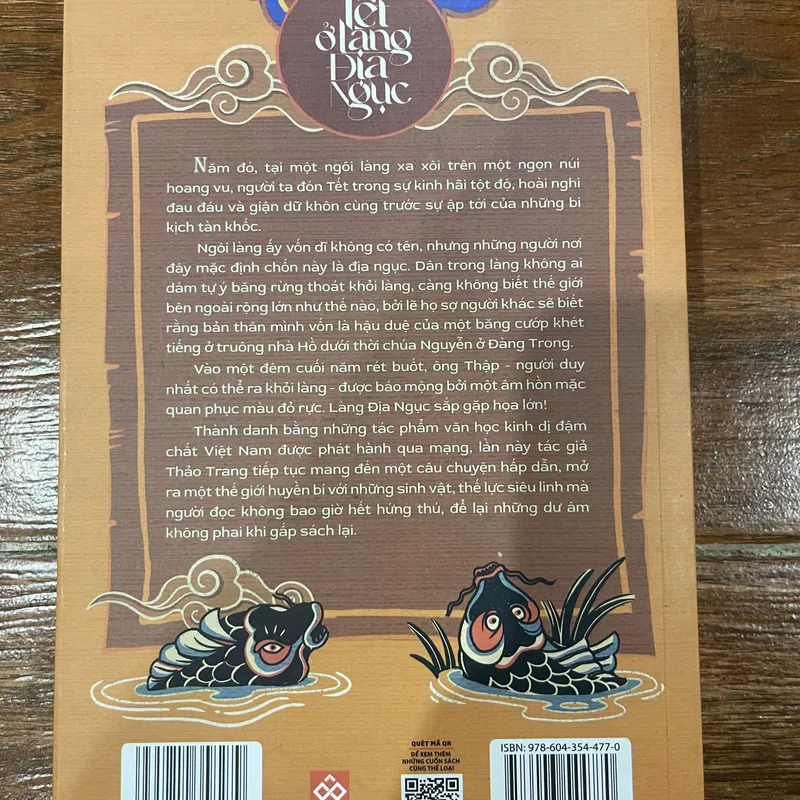 Tết
ở Làng
Địa
Ngục
Năm đó, tại một ngôi làng xa xôi trên một ngọn núi
hoang vu, người ta đón Tết trong sự kinh hãi tột độ, hoài nghi
đau đáu và giận dữ khôn cùng trước sự ập tới của những bi
kịch tàn khốc.
Ngôi làng ấy vốn dĩ không có tên, nhưng những người nơi
đây mặc định chốn này là địa ngục. Dân trong làng không ai
dám tự ý băng rừng thoát khỏi làng, càng không biết thế giới
bên ngoài rộng lớn như thế nào, bởi lẽ họ sợ người khác sẽ biết
rằng bản thân mình vốn là hậu duệ của một băng cướp khét
tiếng ở truông nhà Hồ dưới thời chúa Nguyễn ở Đàng Trong.
Vào một đêm cuối năm rét buốt, ông Thập - người duy
nhất có thể ra khỏi làng - được báo mộng bởi một âm hồn mặc
quan phục màu đỏ rực. Làng Địa Ngục sắp gặp họa lớn!
Thành danh bằng những tác phẩm văn học kinh dị đậm
chất Việt Nam được phát hành qua mạng, lần này tác giả
Thảo Trang tiếp tục mang đến một câu chuyện hấp dẫn, mở
ra một thế giới huyền bí với những sinh vật, thế lực siêu linh mà
người đọc không bao giờ hết hứng thú, để lại những dư âm
không phai khi gấp sách lại.
QUÉT MÃ QR
ĐỂ XEM THÊM
NHỮNG CUỐN SÁCH
CÙNG THỂ LOẠI
ISBN: 978-604-354-477-0